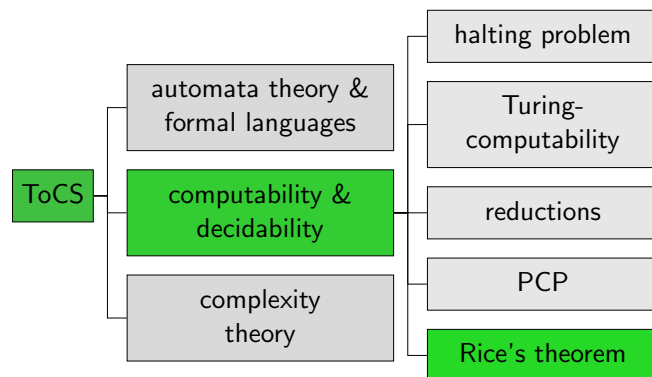 ToCS
automata theory &
formal languages
computability &
decidability
complexity
theory
halting problem
Turing-
computability
reductions
PCP
Rice's theorem